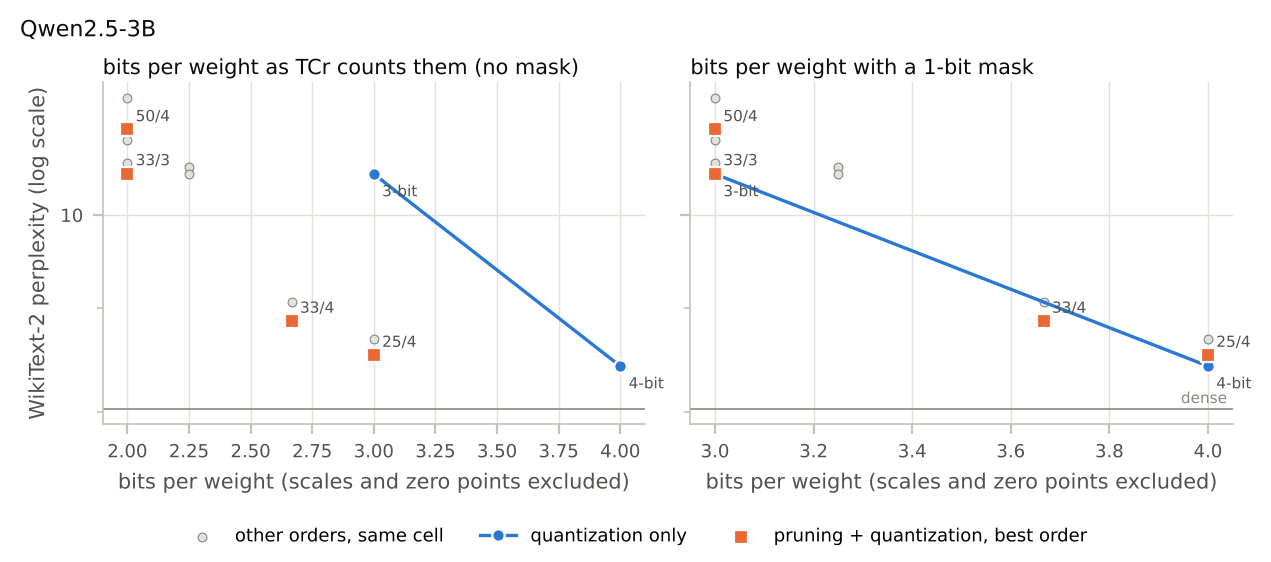 Qwen2.5-3B
bits per weight as TCr counts them (no mask)
WikiText-2 perplexity (log scale)
10
50/4
33/3
3-bit
33/4
25/4
4-bit
2.00 2.25 2.50 2.75 3.00 3.25 3.50 3.75 4.00
bits per weight (scales and zero points excluded)
bits per weight with a 1-bit mask
50/4
33/3
3-bit
33/4
25/4
4-bit
dense
3.0 3.2 3.4 3.6 3.8 4.0
bits per weight (scales and zero points excluded)
other orders, same cell quantization only pruning + quantization, best order